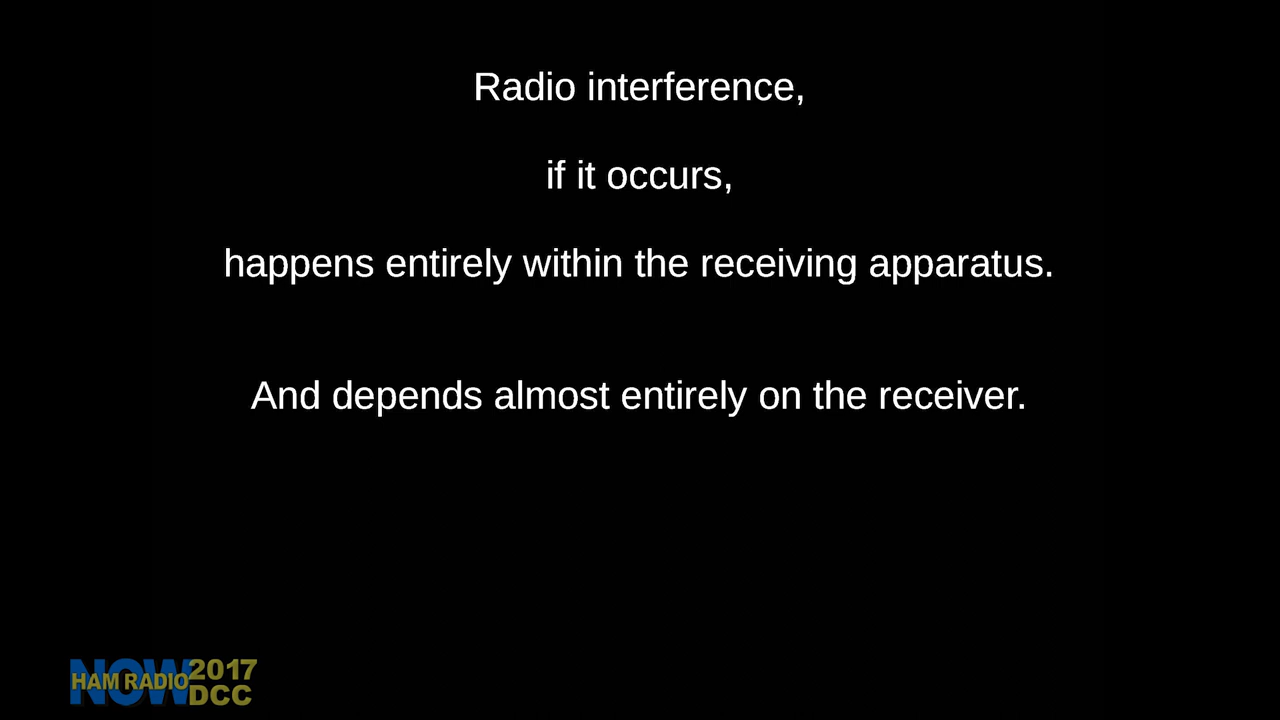 Radio interference,
if it occurs,
happens entirely within the receiving apparatus.
And depends almost entirely on the receiver.
NOW 2017
HAM RADIO
DCC